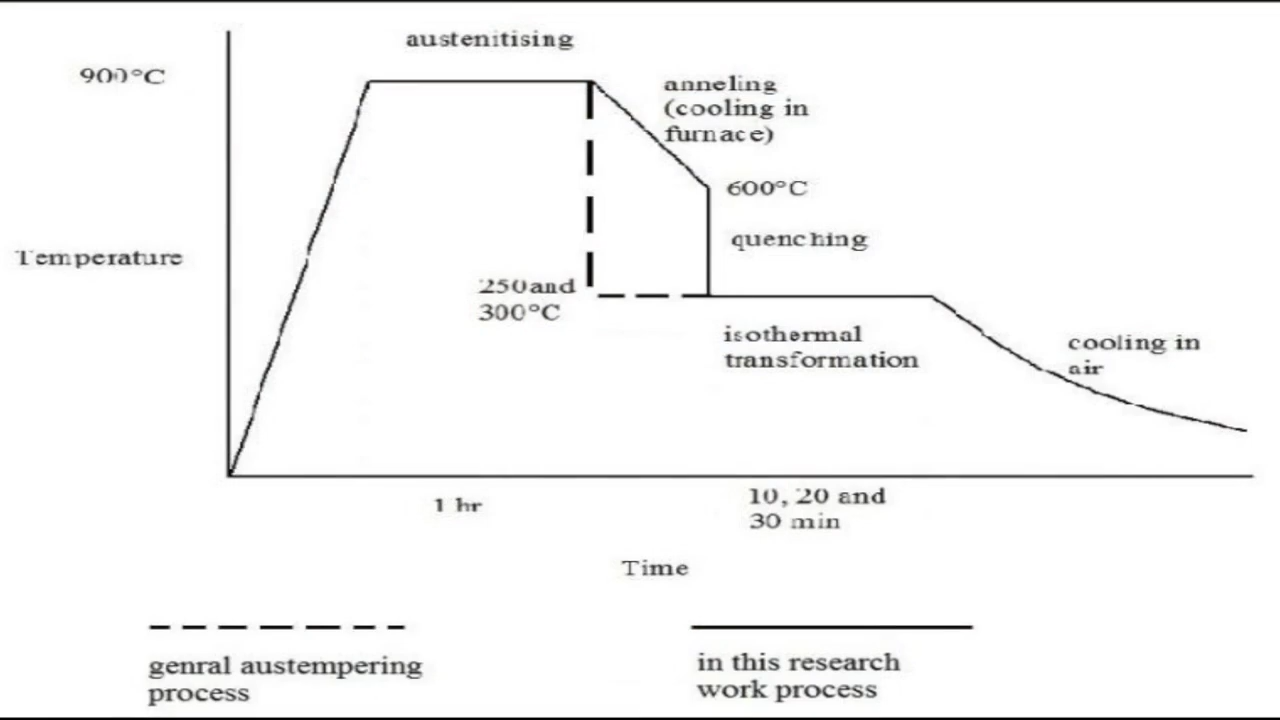 austenitising
900°C
anneling
(cooling in
furnace)
600°C
Temperature
quenching
250and
300°C
isothermal
transformation
cooling in
air
1 hr
10, 20 and
30 min
Time
genral austempering
process
in this research
work process